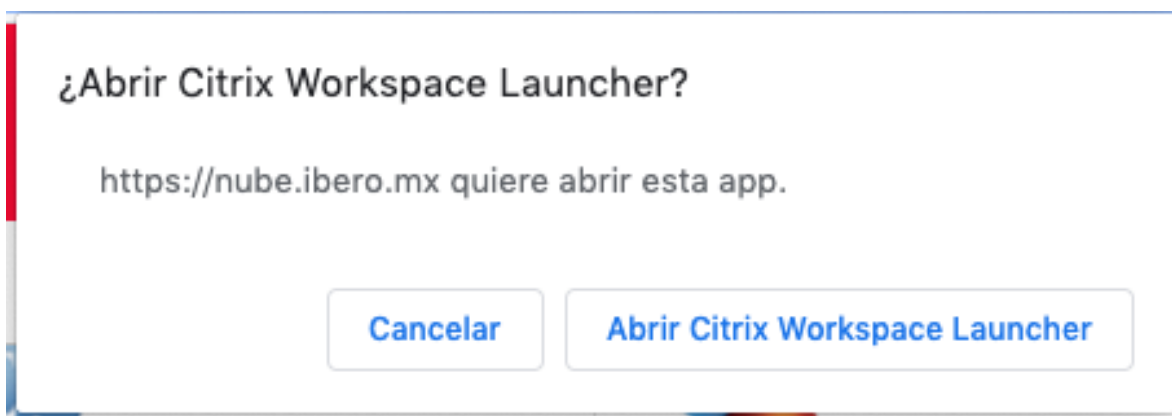 ¿Abrir Citrix Workspace Launcher?
https://nube.ibero.mx quiere abrir esta app.
Cancelar
Abrir Citrix Workspace Launcher